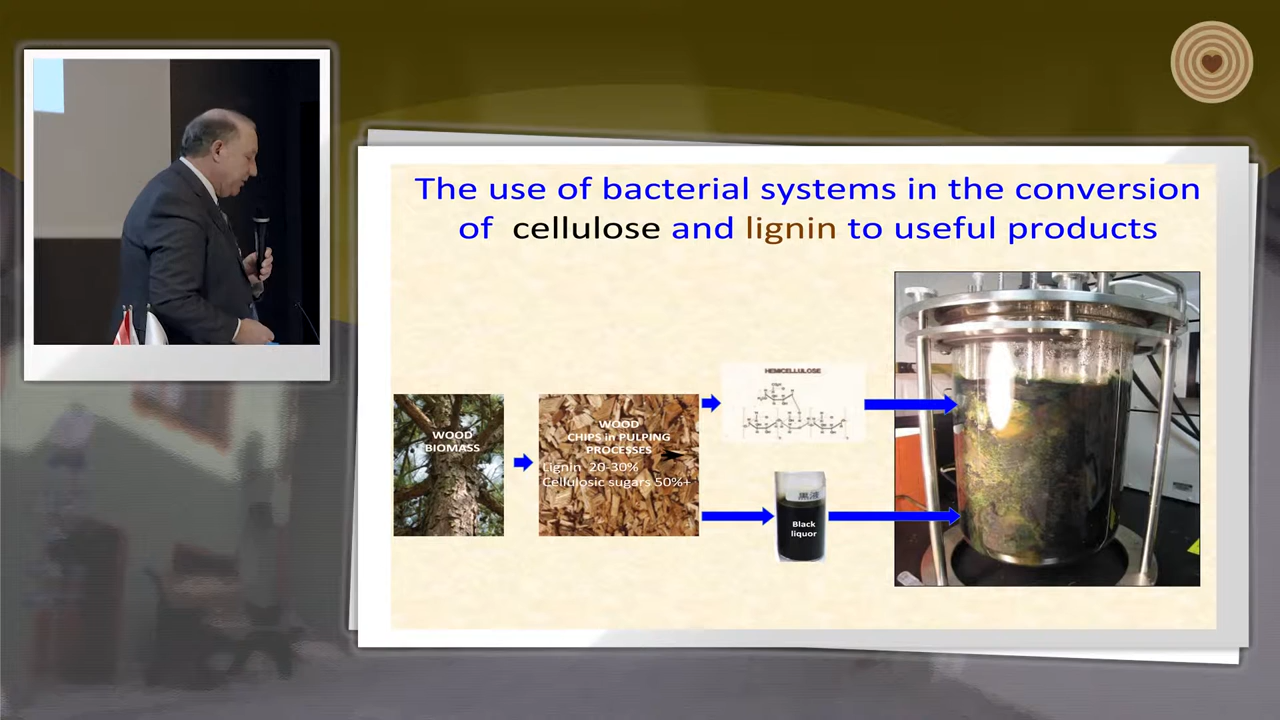 The use of bacterial systems in the conversion
of cellulose and lignin to useful products
WOOD
BIOMASS
WOOD
CHIPS in PULPING
PROCESSES
Lignin 20-30%
Cellulosic sugars 50%+
HEMICELLULOSE
黒液
Black
liquor